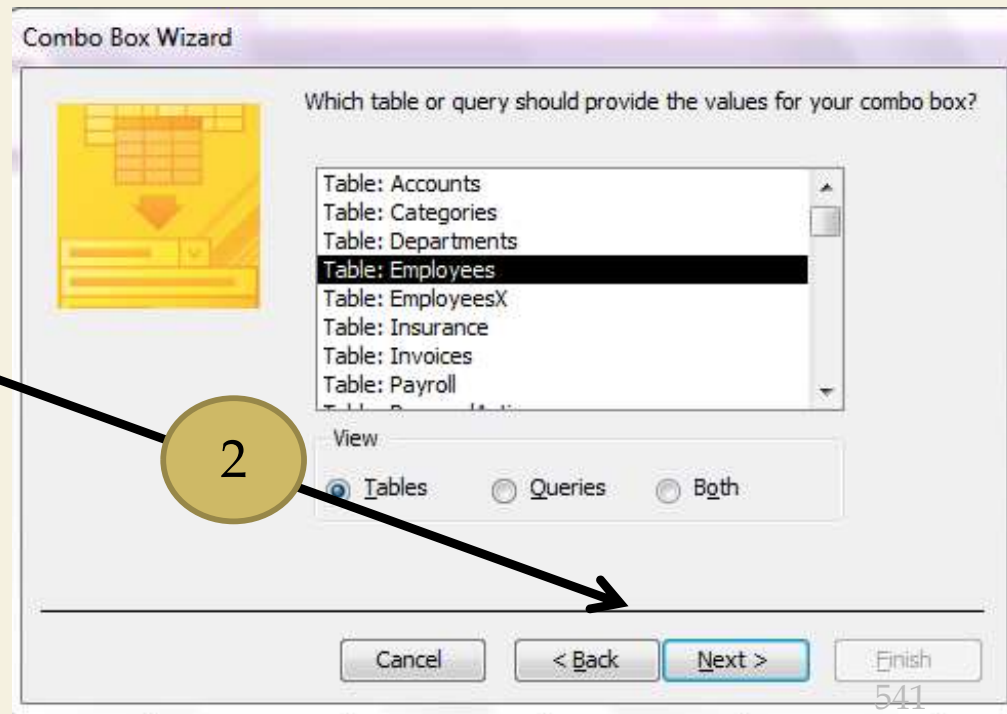 Combo Box Wizard
Which table or query should provide the values for your combo box?
Table: Accounts
Table: Categories
Table: Departments
Table: Employees
Table: EmployeesX
Table: Insurance
Table: Invoices
Table: Payroll
View
2
Tables Queries Both
Cancel < Back Next > Finish
541